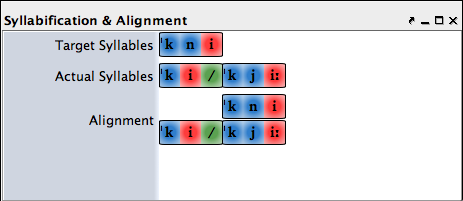 Syllabification & Alignment
Target Syllables ˈk n i
Actual Syllables ˈk i / ˈk j iː
ˈk n i
Alignment
ˈk i / ˈk j iː